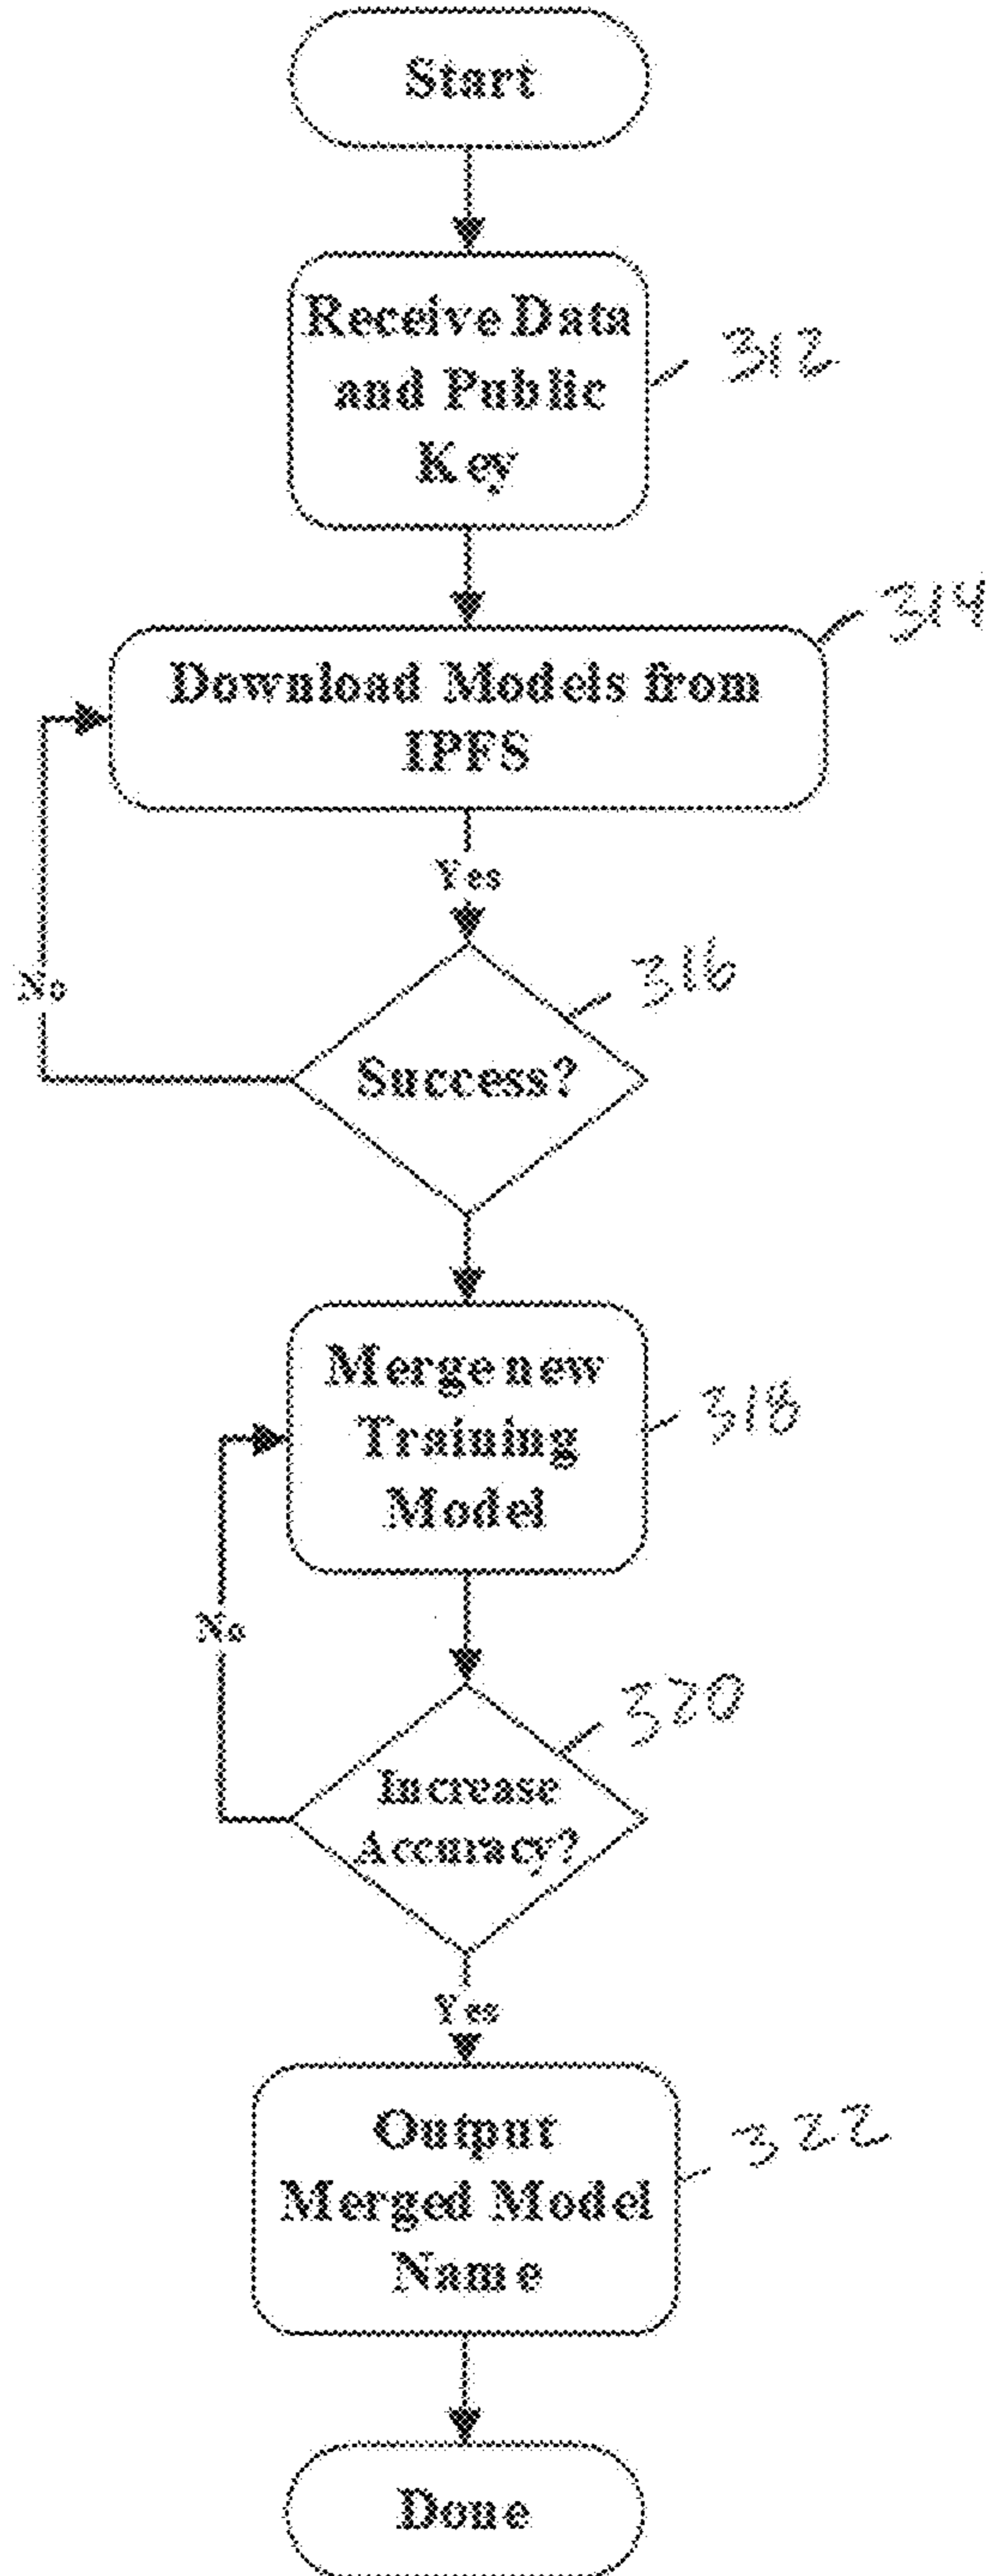 Start
Receive Data
and Public
Key
312
314
Download Models from
IPFS
Yes
No
316
Success?
Merge new
Training
Model
318
No
320
Increase
Accuracy?
Yes
Output
Merged Model
Name
322
Done